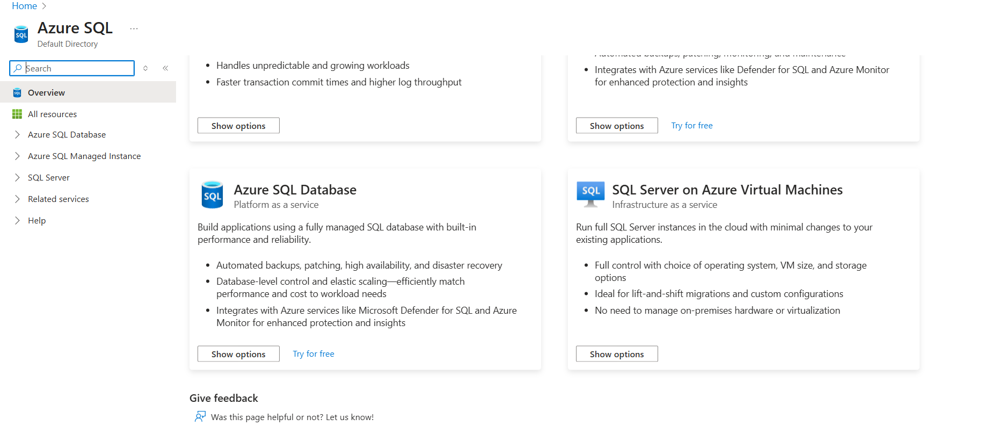 Home
Azure SQL
Default Directory
Search
Overview
All resources
Azure SQL Database
Azure SQL Managed Instance
SQL Server
Related services
Help
Handles unpredictable and growing workloads
Faster transaction commit times and higher log throughput
Show options
Automated backups, patching, monitoring, and maintenance
Integrates with Azure services like Defender for SQL and Azure Monitor
for enhanced protection and insights
Show options Try for free
SQL
Azure SQL Database
Platform as a service
Build applications using a fully managed SQL database with built-in
performance and reliability.
Automated backups, patching, high availability, and disaster recovery
Database-level control and elastic scaling—efficiently match
performance and cost to workload needs
Integrates with Azure services like Microsoft Defender for SQL and Azure
Monitor for enhanced protection and insights
Show options Try for free
SQL
SQL Server on Azure Virtual Machines
Infrastructure as a service
Run full SQL Server instances in the cloud with minimal changes to your
existing applications.
Full control with choice of operating system, VM size, and storage
options
Ideal for lift-and-shift migrations and custom configurations
No need to manage on-premises hardware or virtualization
Show options
Give feedback
Was this page helpful or not? Let us know!